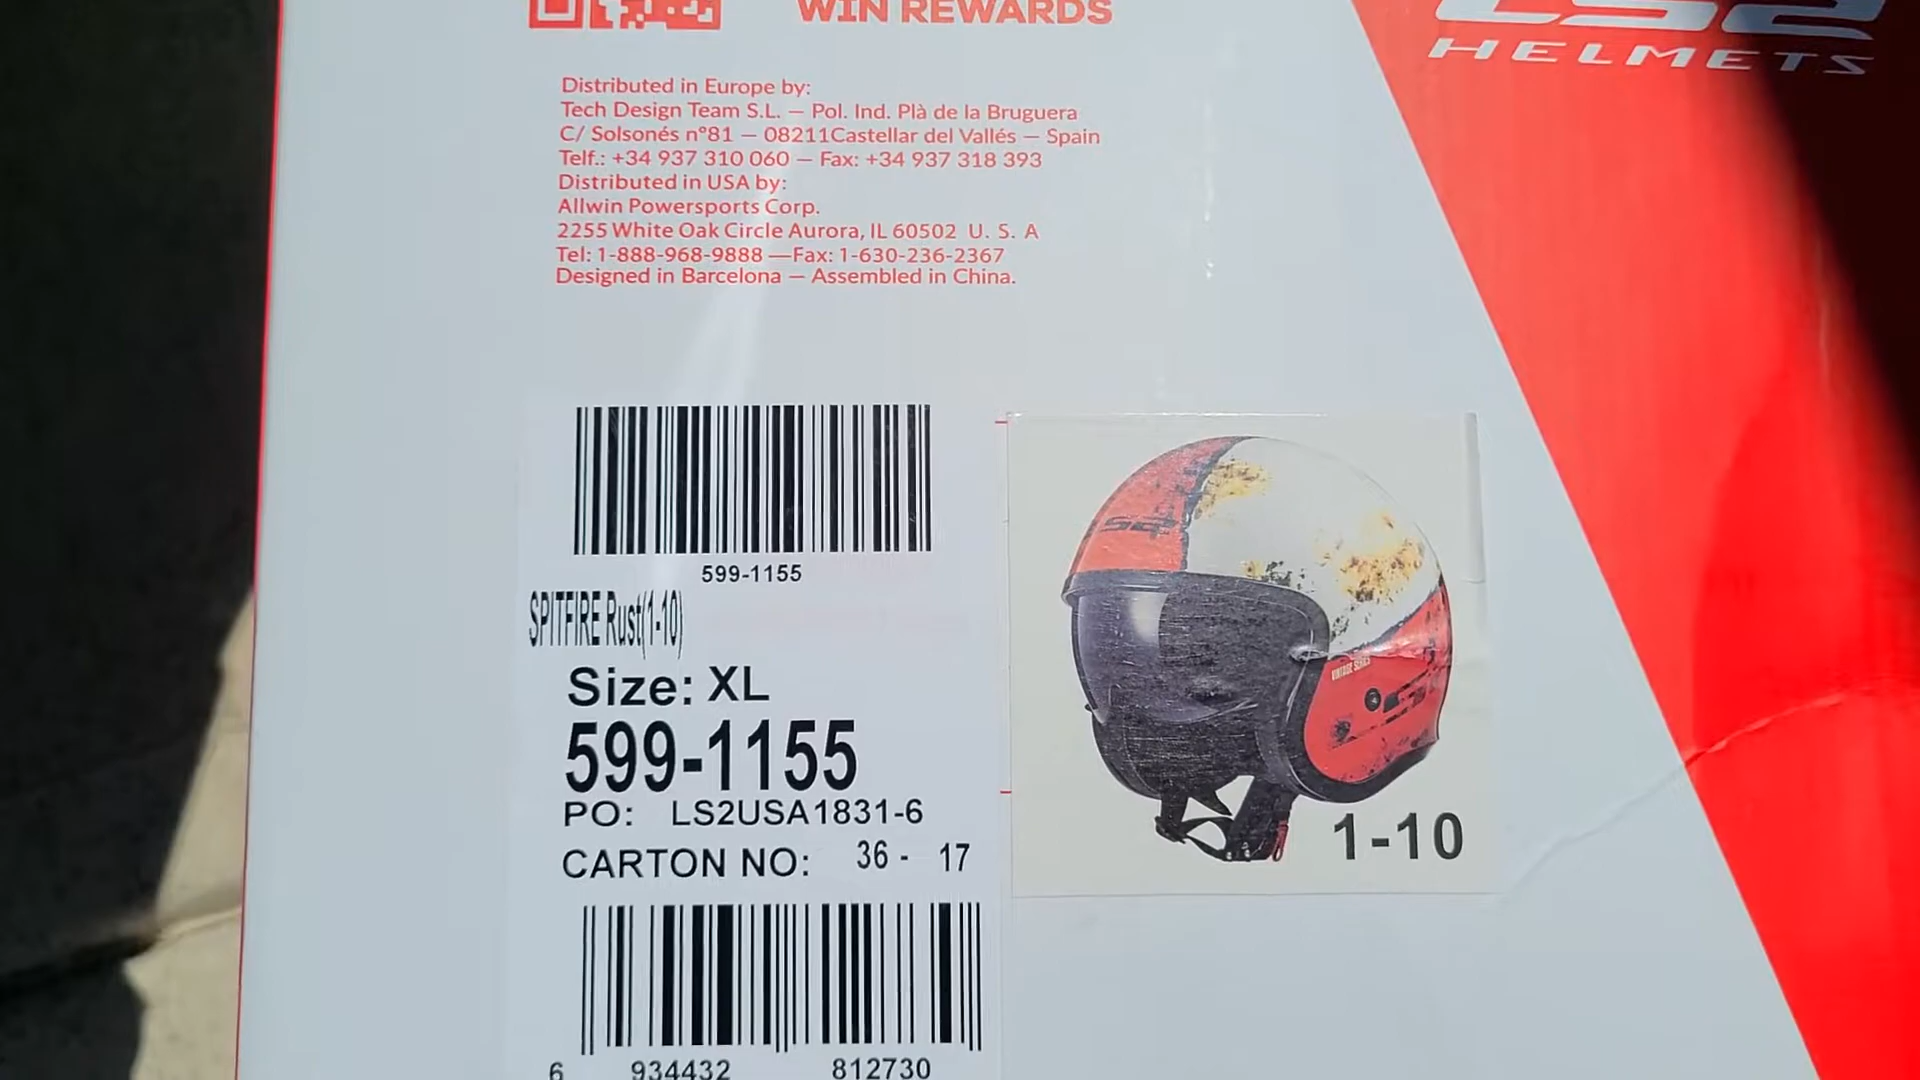 WIN REWARDS
LS2
HELMETS
Distributed in Europe by:
Tech Design Team S.L. — Pol. Ind. Plà de la Bruguera
C/ Solsonés nº81 — 08211Castellar del Vallés — Spain
Telf.: +34 937 310 060 — Fax: +34 937 318 393
Distributed in USA by:
Allwin Powersports Corp.
2255 White Oak Circle Aurora, IL 60502 U. S. A
Tel: 1-888-968-9888 —Fax: 1-630-236-2367
Designed in Barcelona — Assembled in China.
599-1155
SPITFIRE Rust(1-10)
Size: XL
599-1155
PO: LS2USA1831-6
CARTON NO: 36 - 17
6 934432 812730
VINTAGE SERIES
1-10